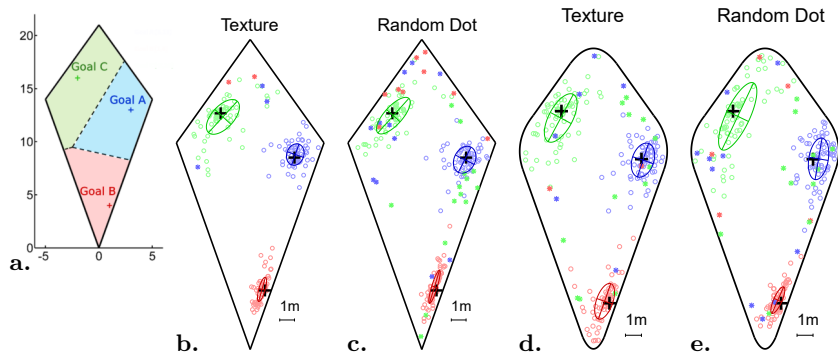 Texture
Random Dot
Texture
Random Dot
20
15
10
5
0
-5
0
5
Goal C
Goal A
Goal B
1m
1m
1m
1m
a.
b.
c.
d.
e.